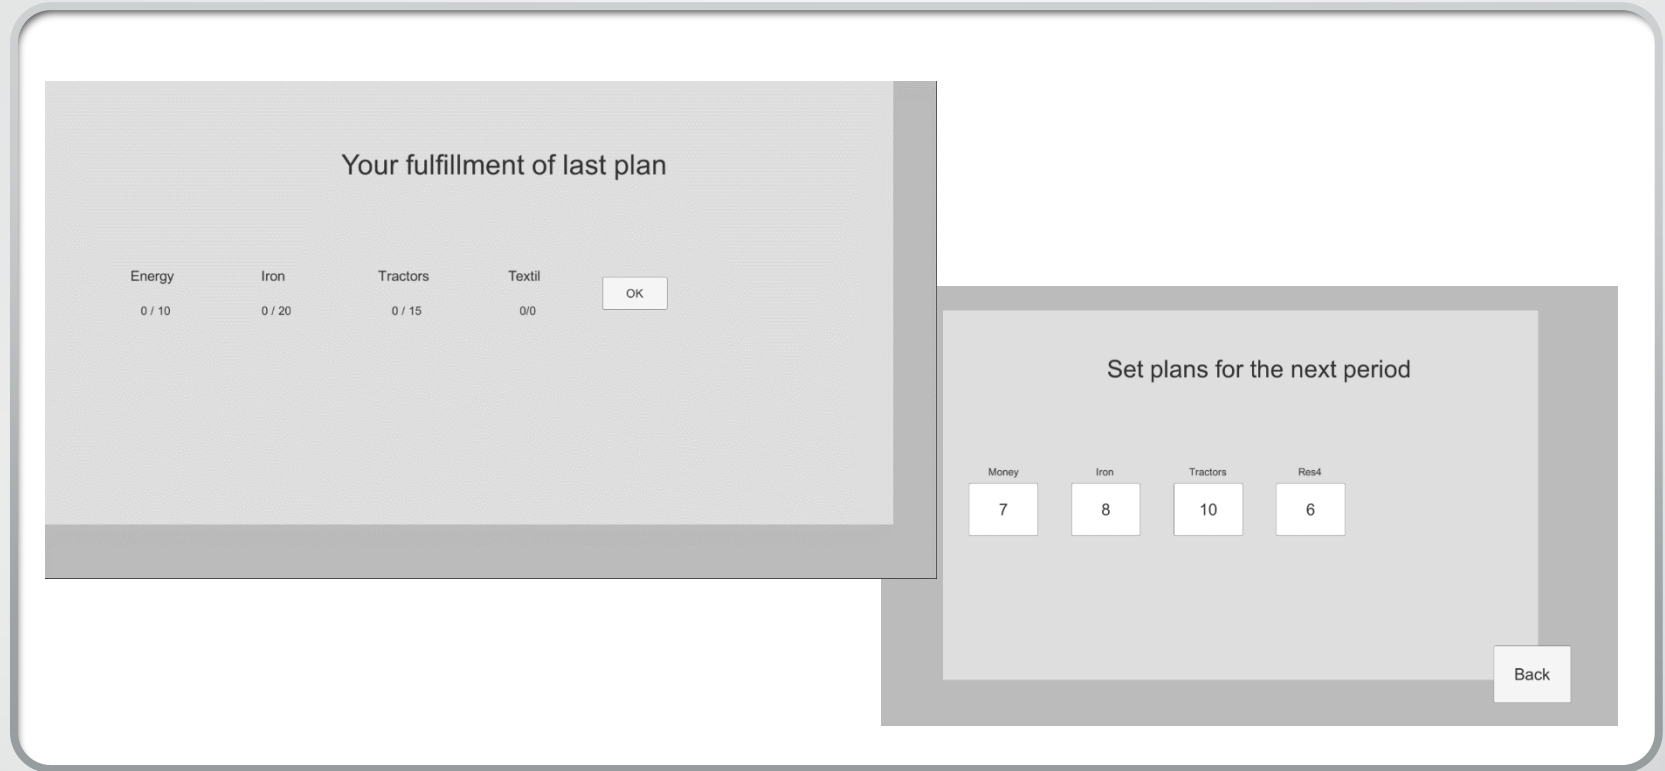 Your fulfillment of last plan
Energy Iron Tractors Textil
0 / 10 0 / 20 0 / 15 0/0
OK
Set plans for the next period
Money Iron Tractors Res4
7 8 10 6
Back